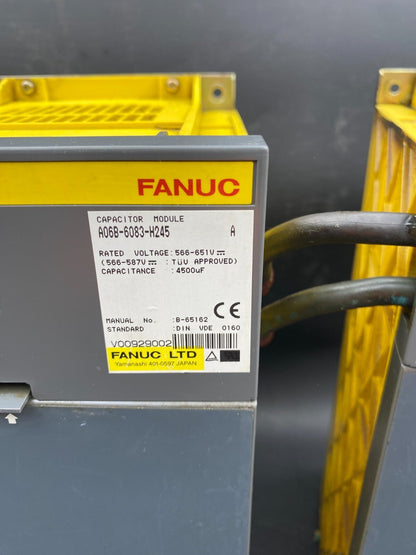 FANUC
CAPACITOR MODULE
A06B-6083-H245 A
RATED VOLTAGE:566-651V⎓
(566-587V⎓ :TÜV APPROVED)
CAPACITANCE :4500uF
CE
MANUAL No. :B-65162
STANDARD :DIN VDE 0160
V00929002
FANUC LTD
Yamanashi 401-0597 JAPAN